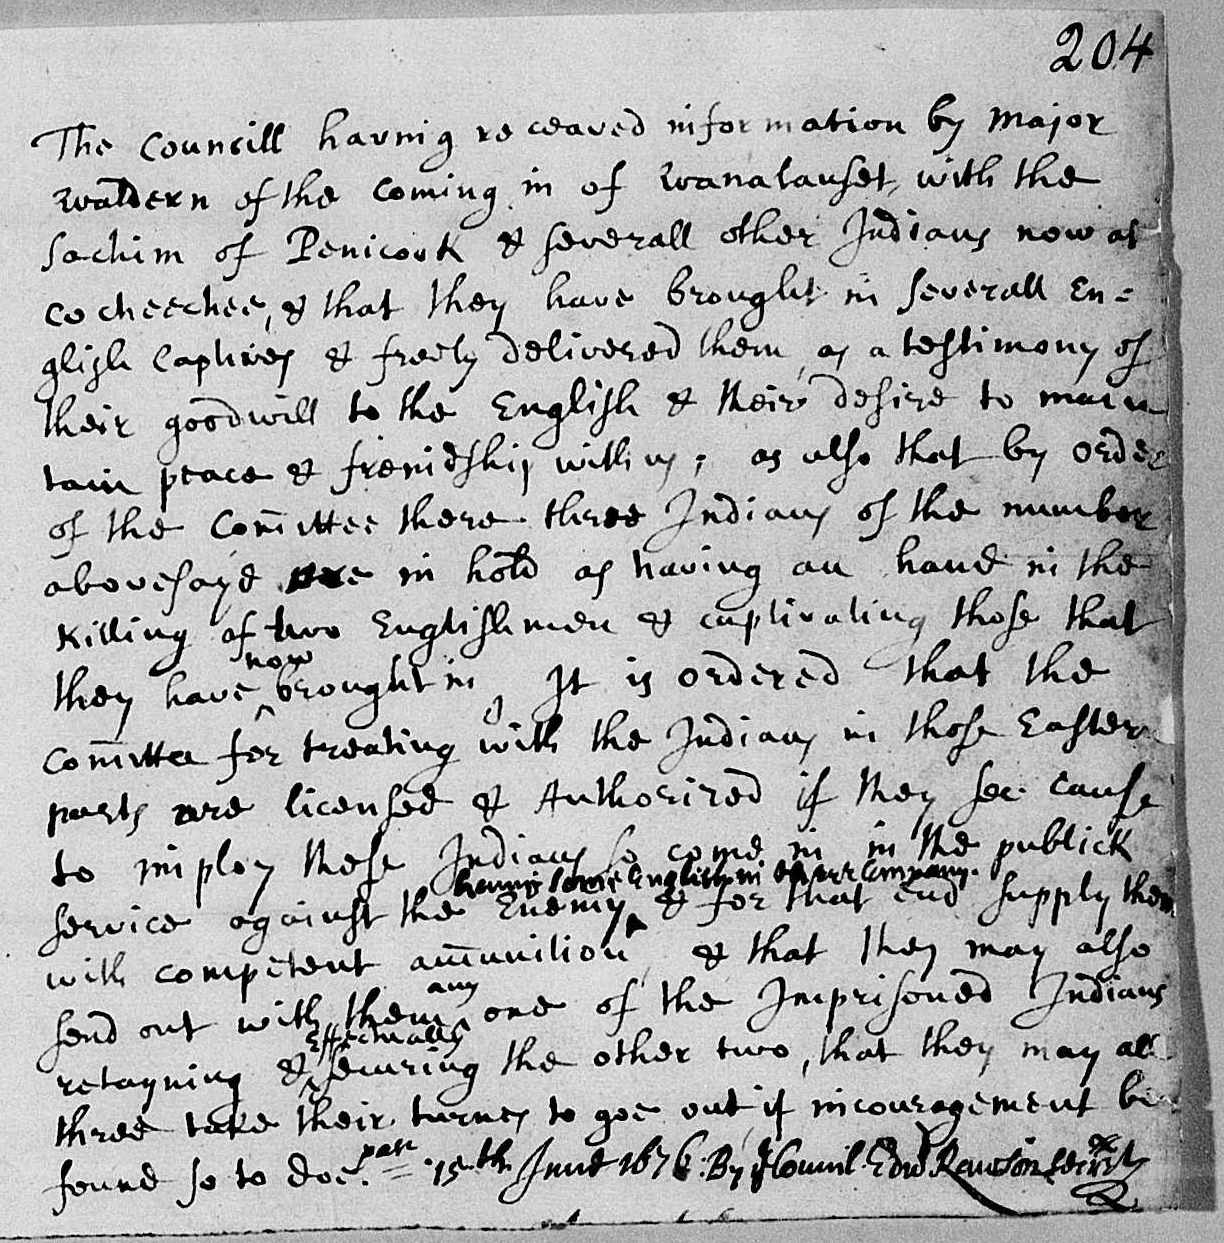 204
The Councill having receaved information by Major
Waldern of the Coming in of Wanalanset, with the
Sachim of Penicook & severall other Indians now at
Cocheechee, & that they have brought in severall En=
glish Captives & freely delivered them, as a testimony of
their goodwill to the English & their desire to main
tain peace & freindship with us; as also that by order
of the Comittee there three Indians of the number
abovesayd are in hold as having an hand in the
Killing of two Englishmen & captivating those that
now
they have ^ brought in, It is ordered that the
Comittee for treating with the Indians in those Eastern
parts are licensed & Authorized if they see cause
to imploy these Indians so come in in the publick
having some English in their Company.
service against the Enemy ^ & for that end supply them
with competent amunition, & that they may also
any
send out with them ^ one of the Imprisoned Indians
Effectually
retayning & ^ securing the other two, that they may all
three take their turnes to goe out if incouragement be
found so to doe. past 15th June 1676. By ye Councill Edw Rawson Secrety